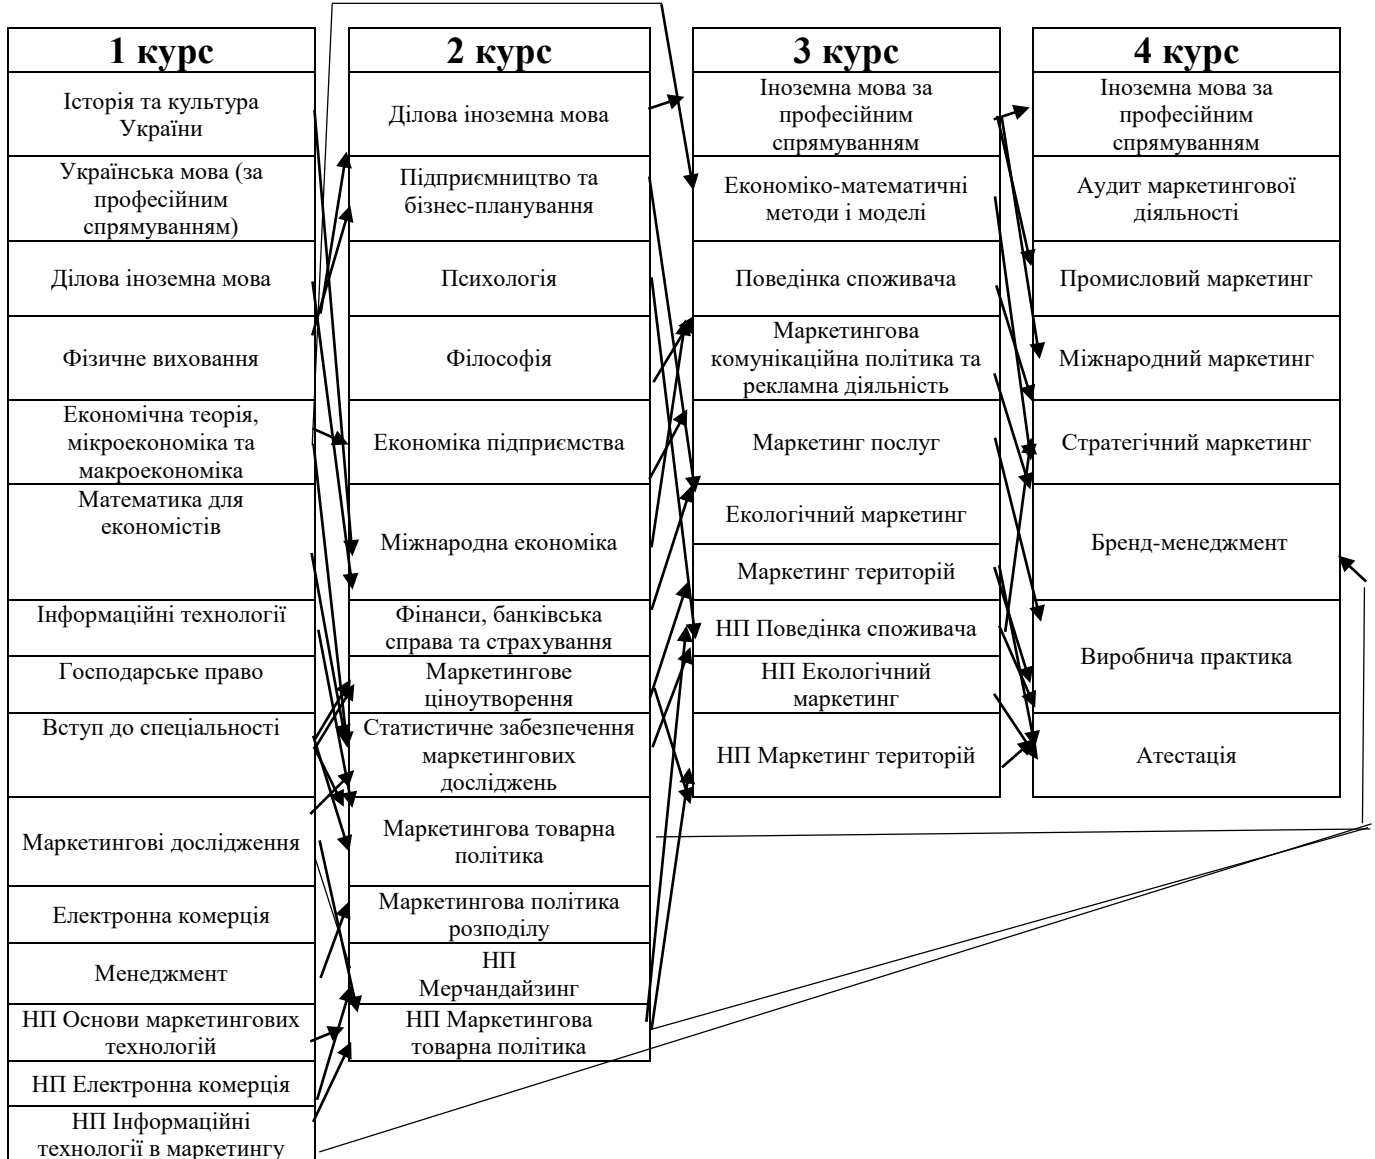 1 курс
Історія та культура
України
Українська мова (за
професійним
спрямуванням)
Ділова іноземна мова
Фізичне виховання
Економічна теорія,
мікроекономіка та
макроекономіка
Математика для
економістів
Інформаційні технології
Господарське право
Вступ до спеціальності
Маркетингові дослідження
Електронна комерція
Менеджмент
НП Основи маркетингових
технологій
НП Електронна комерція
НП Інформаційні
технології в маркетингу
2 курс
Ділова іноземна мова
Підприємництво та
бізнес-планування
Психологія
Філософія
Економіка підприємства
Міжнародна економіка
Фінанси, банківська
справа та страхування
Маркетингове
ціноутворення
Статистичне забезпечення
маркетингових
досліджень
Маркетингова товарна
політика
Маркетингова політика
розподілу
НП
Мерчандайзинг
НП Маркетингова
товарна політика
3 курс
Іноземна мова за
професійним
спрямуванням
Економіко-математичні
методи і моделі
Поведінка споживача
Маркетингова
комунікаційна політика та
рекламна діяльність
Маркетинг послуг
Екологічний маркетинг
Маркетинг територій
НП Поведінка споживача
НП Екологічний
маркетинг
НП Маркетинг територій
4 курс
Іноземна мова за
професійним
спрямуванням
Аудит маркетингової
діяльності
Промисловий маркетинг
Міжнародний маркетинг
Стратегічний маркетинг
Бренд-менеджмент
Виробнича практика
Атестація